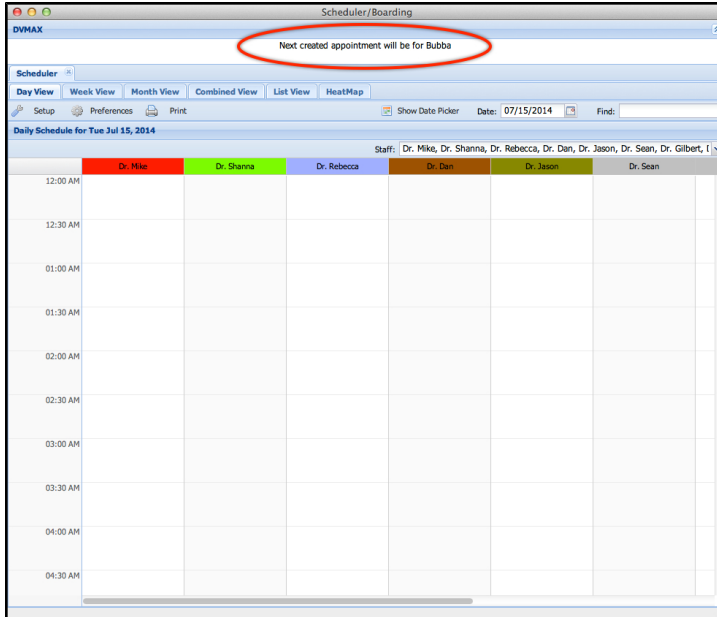 Scheduler/Boarding
DVMAX
Next created appointment will be for Bubba
Scheduler
Day View Week View Month View Combined View List View HeatMap
Setup Preferences Print Show Date Picker Date: 07/15/2014 Find:
Daily Schedule for Tue Jul 15, 2014
Staff: Dr. Mike, Dr. Shanna, Dr. Rebecca, Dr. Dan, Dr. Jason, Dr. Sean, Dr. Gilbert,
Dr. Mike Dr. Shanna Dr. Rebecca Dr. Dan Dr. Jason Dr. Sean
12:00 AM
12:30 AM
01:00 AM
01:30 AM
02:00 AM
02:30 AM
03:00 AM
03:30 AM
04:00 AM
04:30 AM